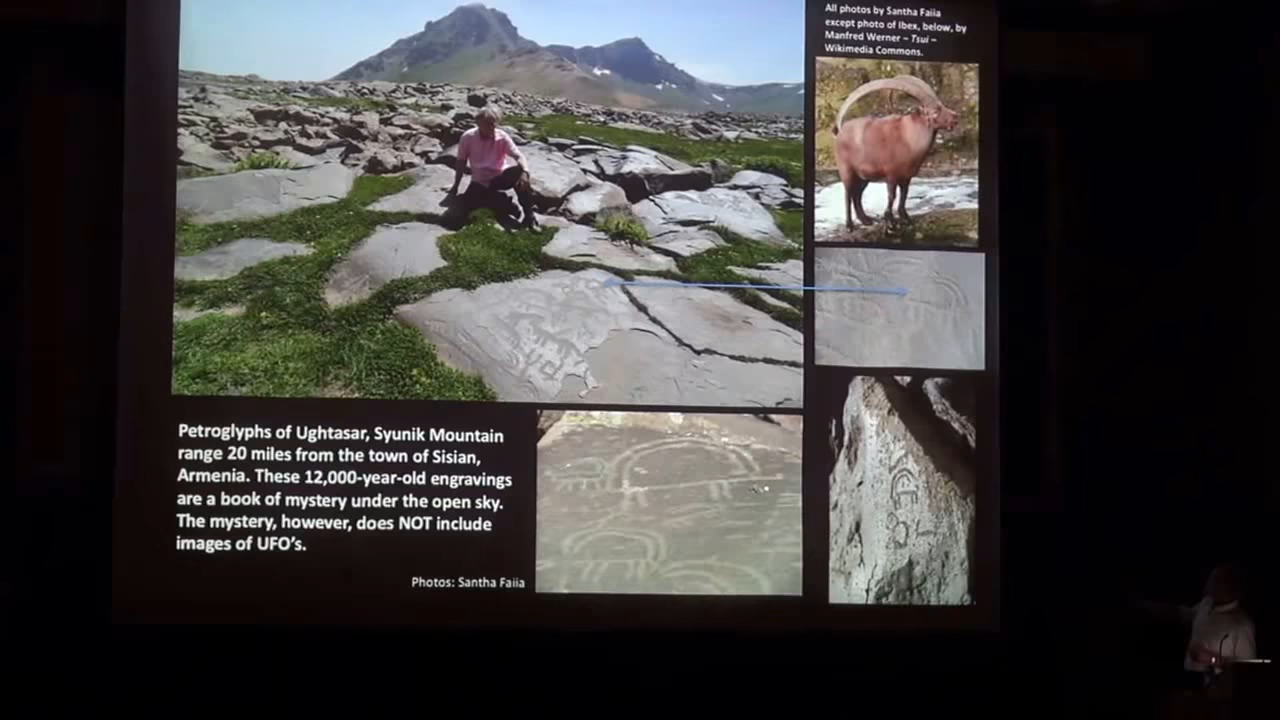 All photos by Santha Faiia
except photo of Ibex, below, by
Manfred Werner – Tsui –
Wikimedia Commons.
Petroglyphs of Ughtasar, Syunik Mountain
range 20 miles from the town of Sisian,
Armenia. These 12,000-year-old engravings
are a book of mystery under the open sky.
The mystery, however, does NOT include
images of UFO's.
Photos: Santha Faiia